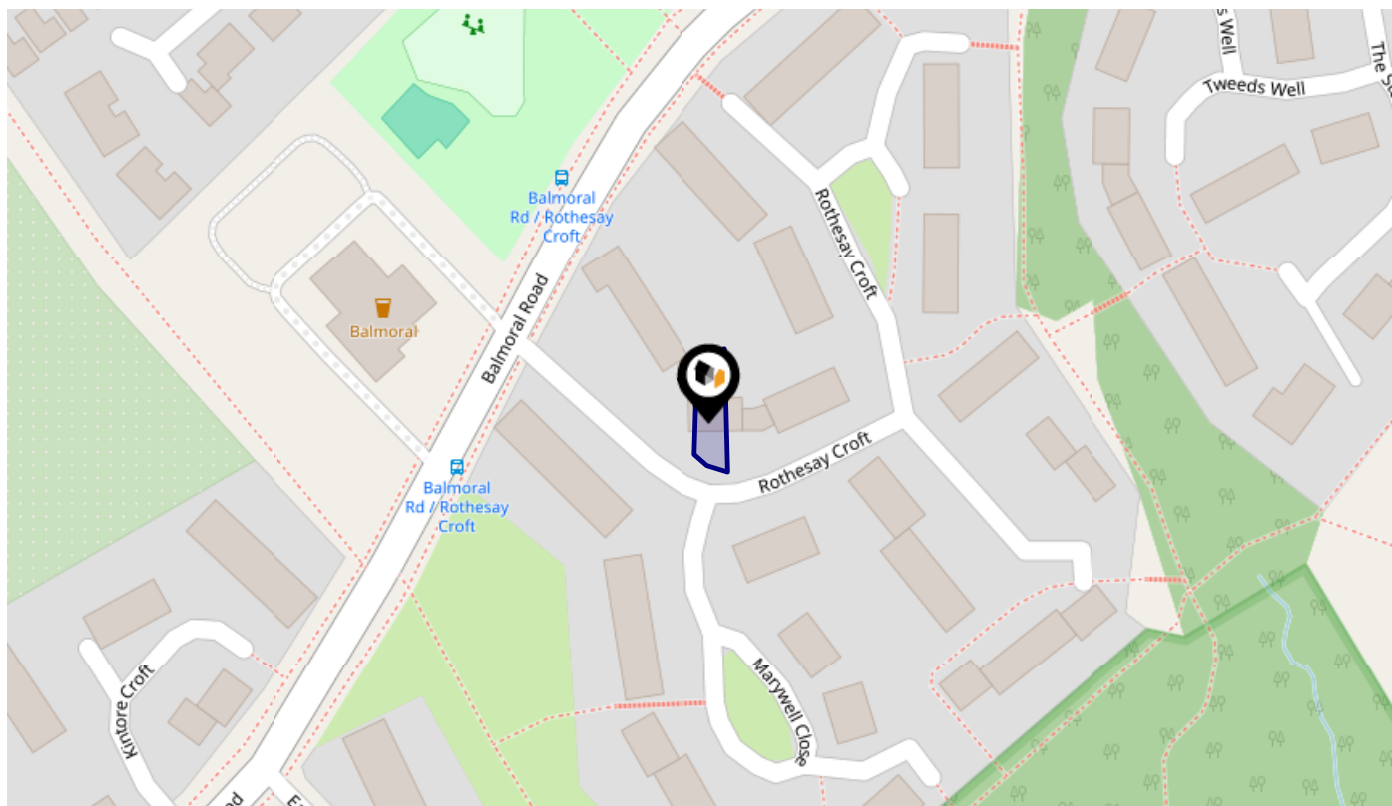 s Well
Tweeds Well
Balmoral
Rd / Rothesay
Croft
Rothesay Croft
Balmoral Road
Balmoral
Rothesay Croft
Balmoral
Rd / Rothesay
Croft
Kintore Croft
Marywell Close